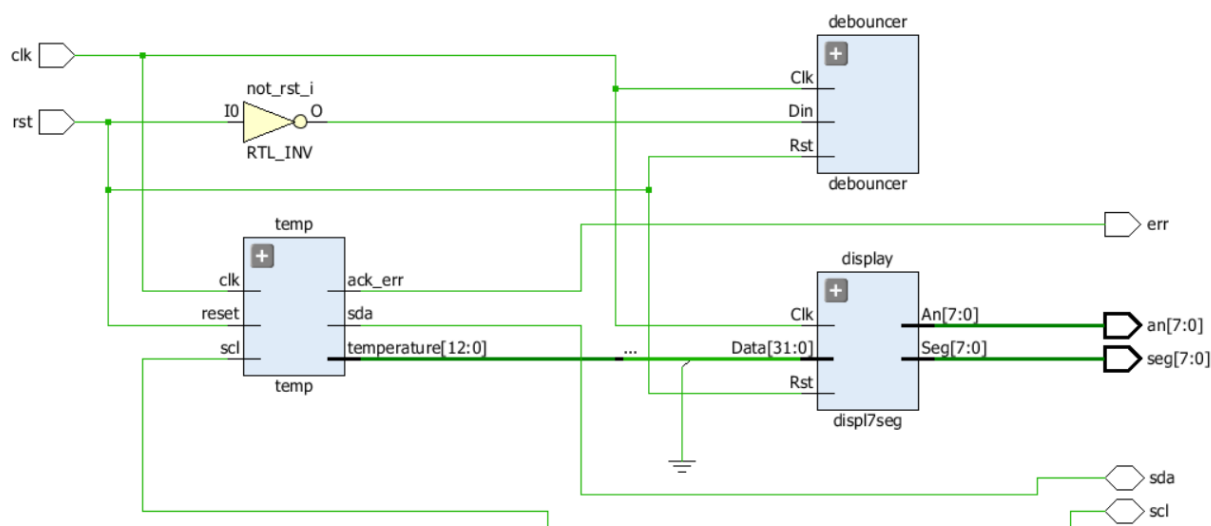 debouncer
clk
Clk
not_rst_i
rst
I0
O
Din
RTL_INV
Rst
debouncer
temp
err
display
clk
ack_err
reset
sda
Clk
An[7:0]
an[7:0]
scl
temperature[12:0]
...
Data[31:0]
Seg[7:0]
seg[7:0]
temp
Rst
displ7seg
sda
scl